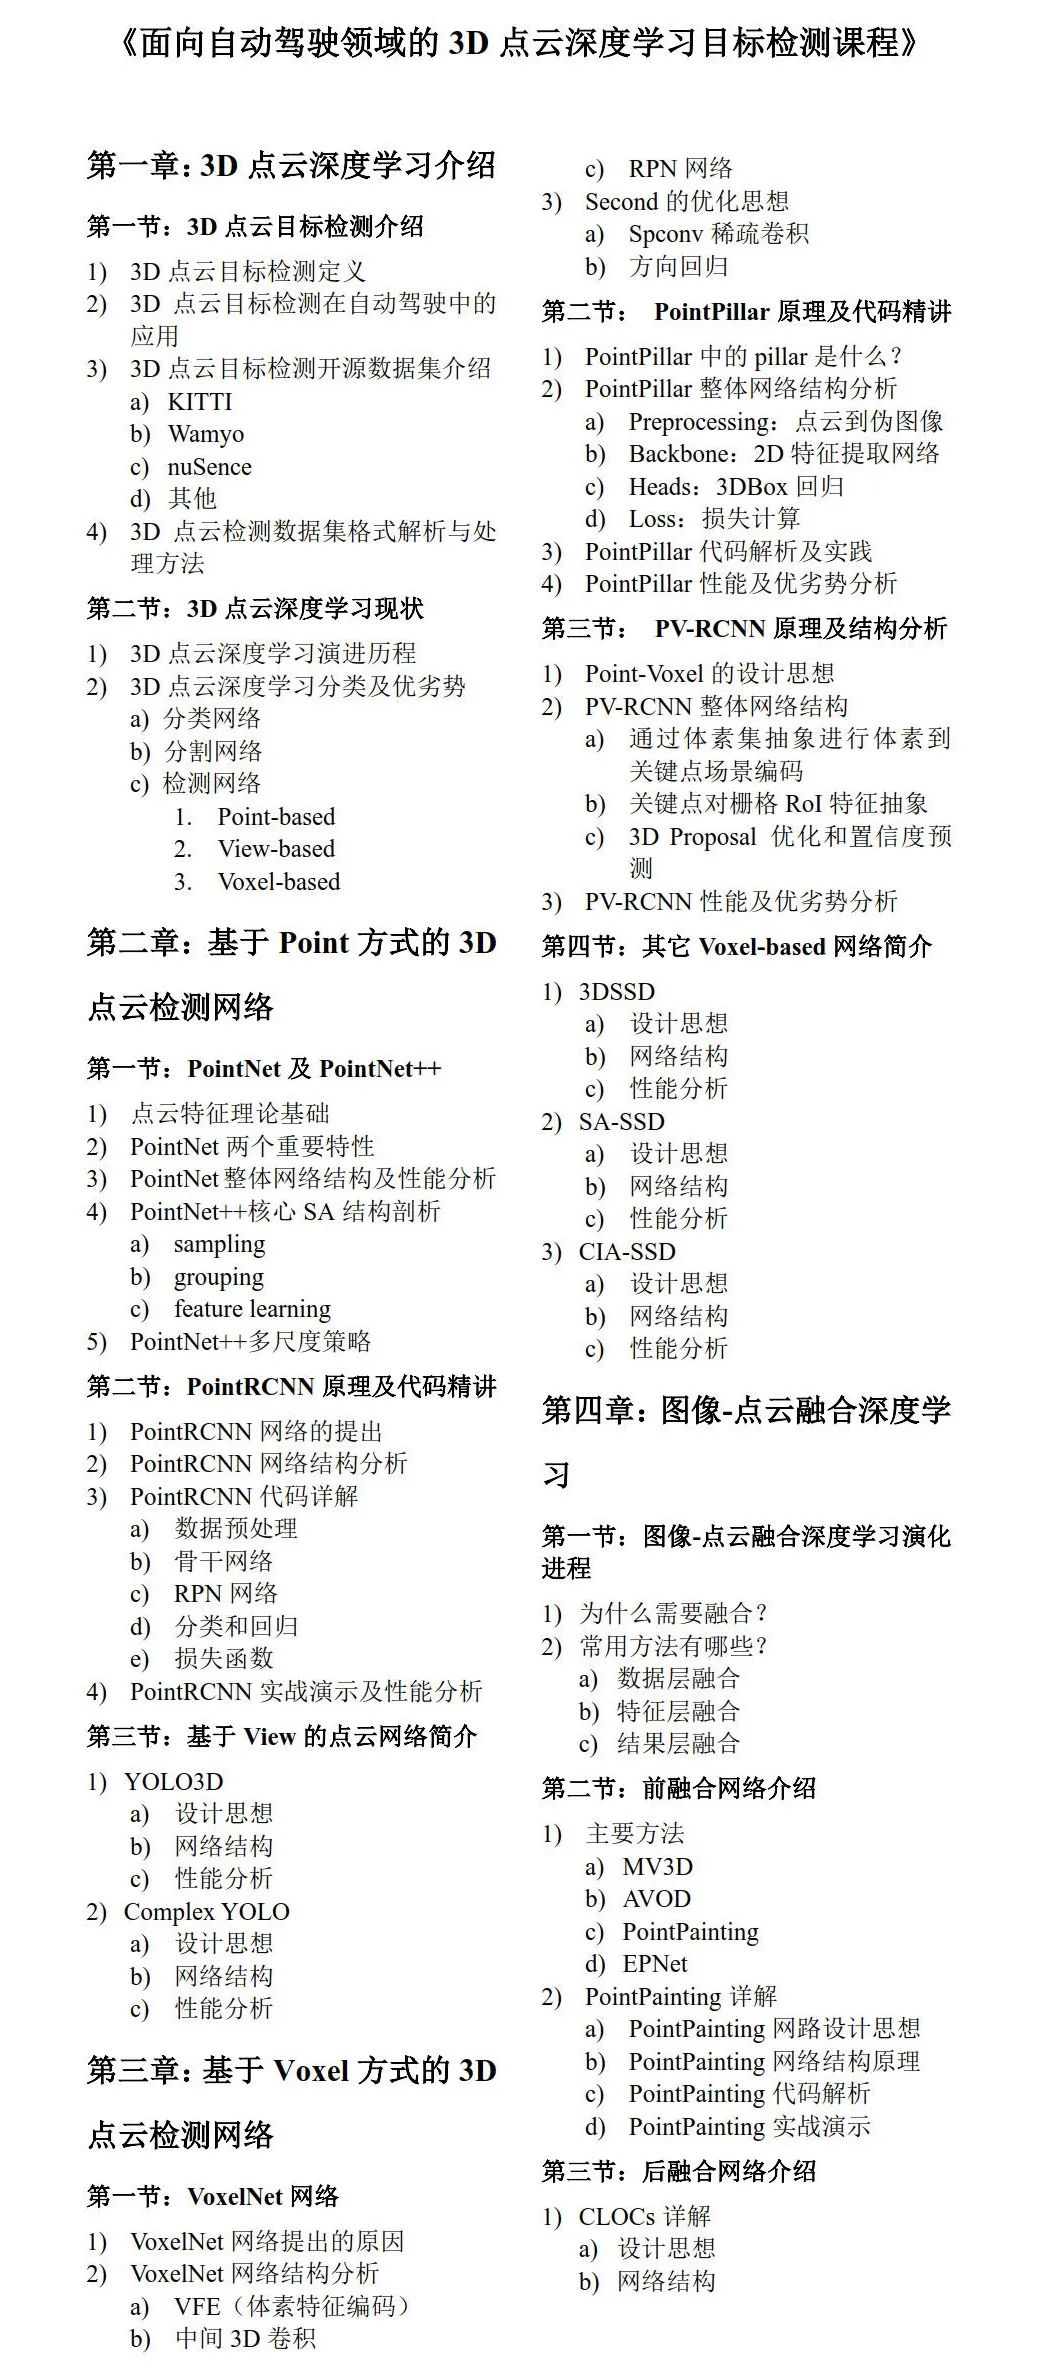 《面向自动驾驶领域的 3D 点云深度学习目标检测课程》
第一章：3D 点云深度学习介绍
第一节：3D 点云目标检测介绍
1) 3D 点云目标检测定义
2) 3D 点云目标检测在自动驾驶中的
应用
3) 3D 点云目标检测开源数据集介绍
a) KITTI
b) Wamyo
c) nuSence
d) 其他
4) 3D 点云检测数据集格式解析与处
理方法
第二节：3D 点云深度学习现状
1) 3D 点云深度学习演进历程
2) 3D 点云深度学习分类及优劣势
a) 分类网络
b) 分割网络
c) 检测网络
1. Point-based
2. View-based
3. Voxel-based
第二章：基于 Point 方式的 3D
点云检测网络
第一节：PointNet 及 PointNet++
1) 点云特征理论基础
2) PointNet 两个重要特性
3) PointNet 整体网络结构及性能分析
4) PointNet++核心 SA 结构剖析
a) sampling
b) grouping
c) feature learning
5) PointNet++多尺度策略
第二节：PointRCNN 原理及代码精讲
1) PointRCNN 网络的提出
2) PointRCNN 网络结构分析
3) PointRCNN 代码详解
a) 数据预处理
b) 骨干网络
c) RPN 网络
d) 分类和回归
e) 损失函数
4) PointRCNN 实战演示及性能分析
第三节：基于 View 的点云网络简介
1) YOLO3D
a) 设计思想
b) 网络结构
c) 性能分析
2) Complex YOLO
a) 设计思想
b) 网络结构
c) 性能分析
第三章：基于 Voxel 方式的 3D
点云检测网络
第一节：VoxelNet 网络
1) VoxelNet 网络提出的原因
2) VoxelNet 网络结构分析
a) VFE（体素特征编码）
b) 中间 3D 卷积
c) RPN 网络
3) Second 的优化思想
a) Spconv 稀疏卷积
b) 方向回归
第二节： PointPillar 原理及代码精讲
1) PointPillar 中的 pillar 是什么？
2) PointPillar 整体网络结构分析
a) Preprocessing：点云到伪图像
b) Backbone：2D 特征提取网络
c) Heads：3DBox 回归
d) Loss：损失计算
3) PointPillar 代码解析及实践
4) PointPillar 性能及优劣势分析
第三节： PV-RCNN 原理及结构分析
1) Point-Voxel 的设计思想
2) PV-RCNN 整体网络结构
a) 通过体素集抽象进行体素到
关键点场景编码
b) 关键点对栅格 RoI 特征抽象
c) 3D Proposal 优化和置信度预
测
3) PV-RCNN 性能及优劣势分析
第四节：其它 Voxel-based 网络简介
1) 3DSSD
a) 设计思想
b) 网络结构
c) 性能分析
2) SA-SSD
a) 设计思想
b) 网络结构
c) 性能分析
3) CIA-SSD
a) 设计思想
b) 网络结构
c) 性能分析
第四章：图像-点云融合深度学
习
第一节：图像-点云融合深度学习演化
进程
1) 为什么需要融合？
2) 常用方法有哪些？
a) 数据层融合
b) 特征层融合
c) 结果层融合
第二节：前融合网络介绍
1) 主要方法
a) MV3D
b) AVOD
c) PointPainting
d) EPNet
2) PointPainting 详解
a) PointPainting 网路设计思想
b) PointPainting 网络结构原理
c) PointPainting 代码解析
d) PointPainting 实战演示
第三节：后融合网络介绍
1) CLOCs 详解
a) 设计思想
b) 网络结构